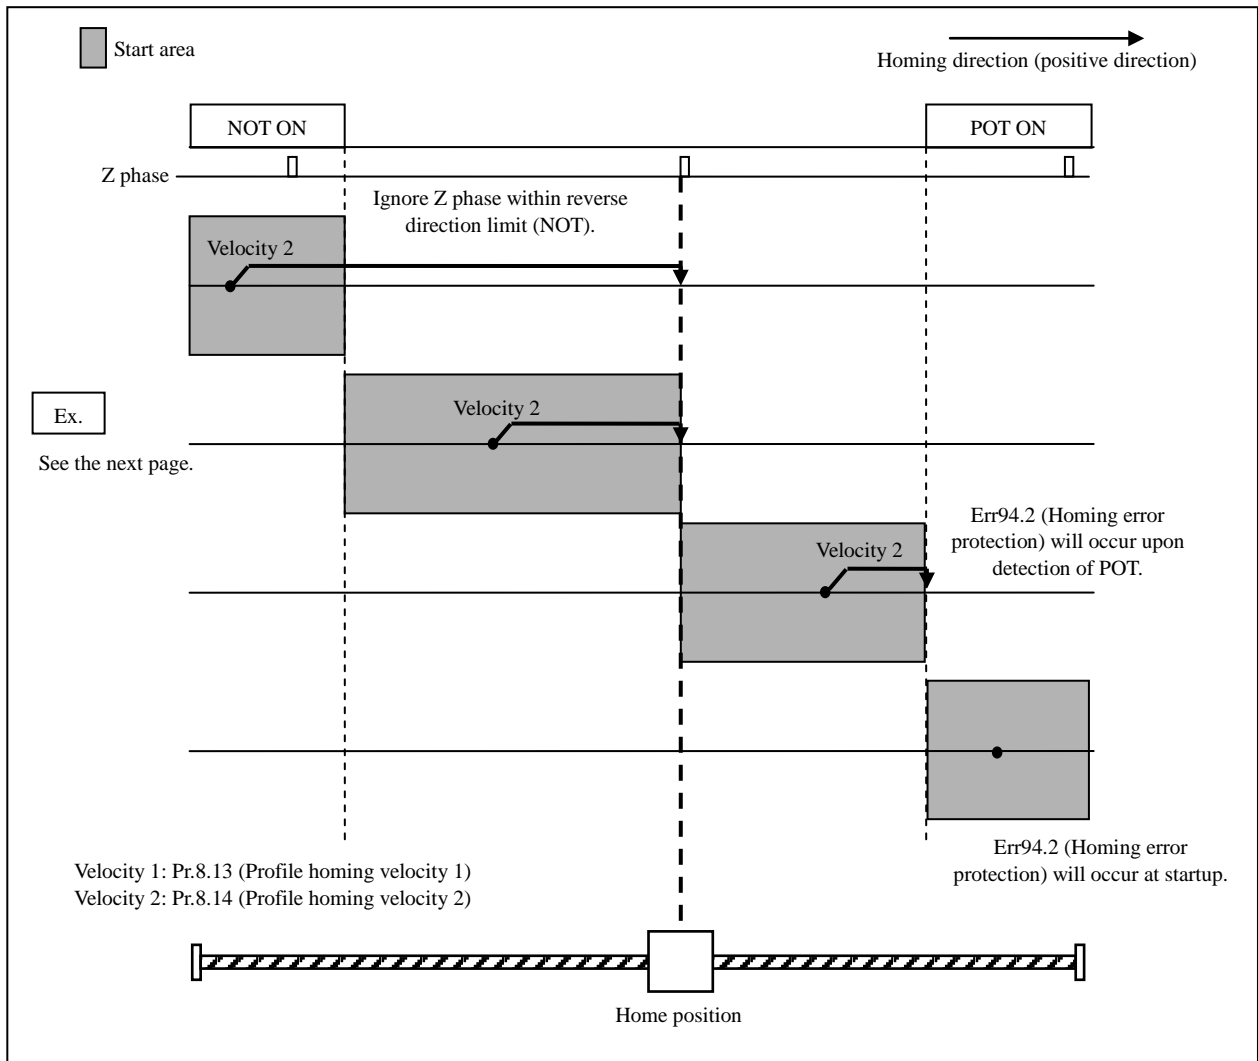 Start area
Homing direction (positive direction)
NOT ON
POT ON
Z phase
Ignore Z phase within reverse
direction limit (NOT).
Velocity 2
Velocity 2
Ex.
See the next page.
Velocity 2
Err94.2 (Homing error
protection) will occur upon
detection of POT.
Err94.2 (Homing error
protection) will occur at startup.
Velocity 1: Pr.8.13 (Profile homing velocity 1)
Velocity 2: Pr.8.14 (Profile homing velocity 2)
Home position